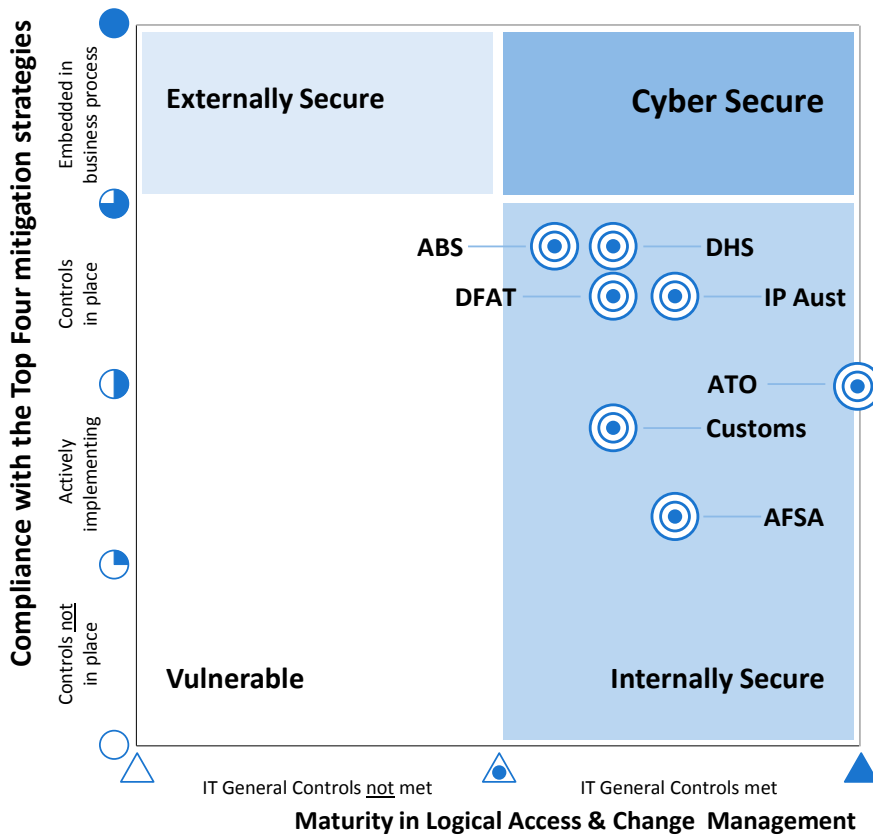 Compliance with the Top Four mitigation strategies
Embedded in
business process
Controls
in place
Actively
implementing
Controls not
in place
Externally Secure
Cyber Secure
ABS
DHS
DFAT
IP Aust
ATO
Customs
AFSA
Vulnerable
Internally Secure
IT General Controls not met
IT General Controls met
Maturity in Logical Access & Change Management